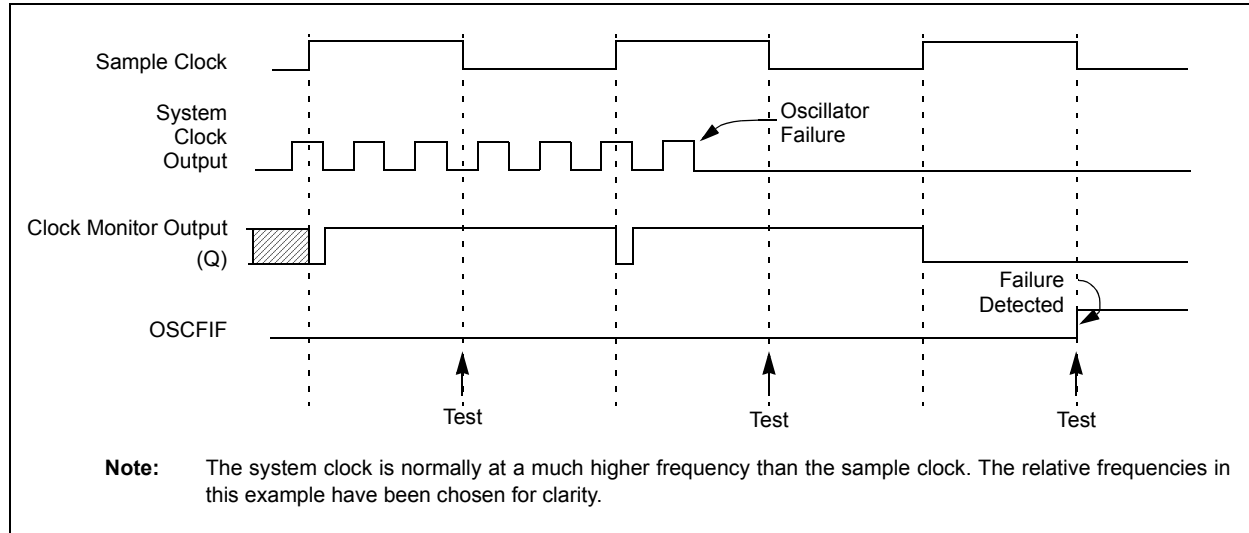 Sample Clock
System
Clock
Output
Oscillator
Failure
Clock Monitor Output
(Q)
Failure
Detected
OSCFIF
Test
Test
Test
Note: The system clock is normally at a much higher frequency than the sample clock. The relative frequencies in
this example have been chosen for clarity.